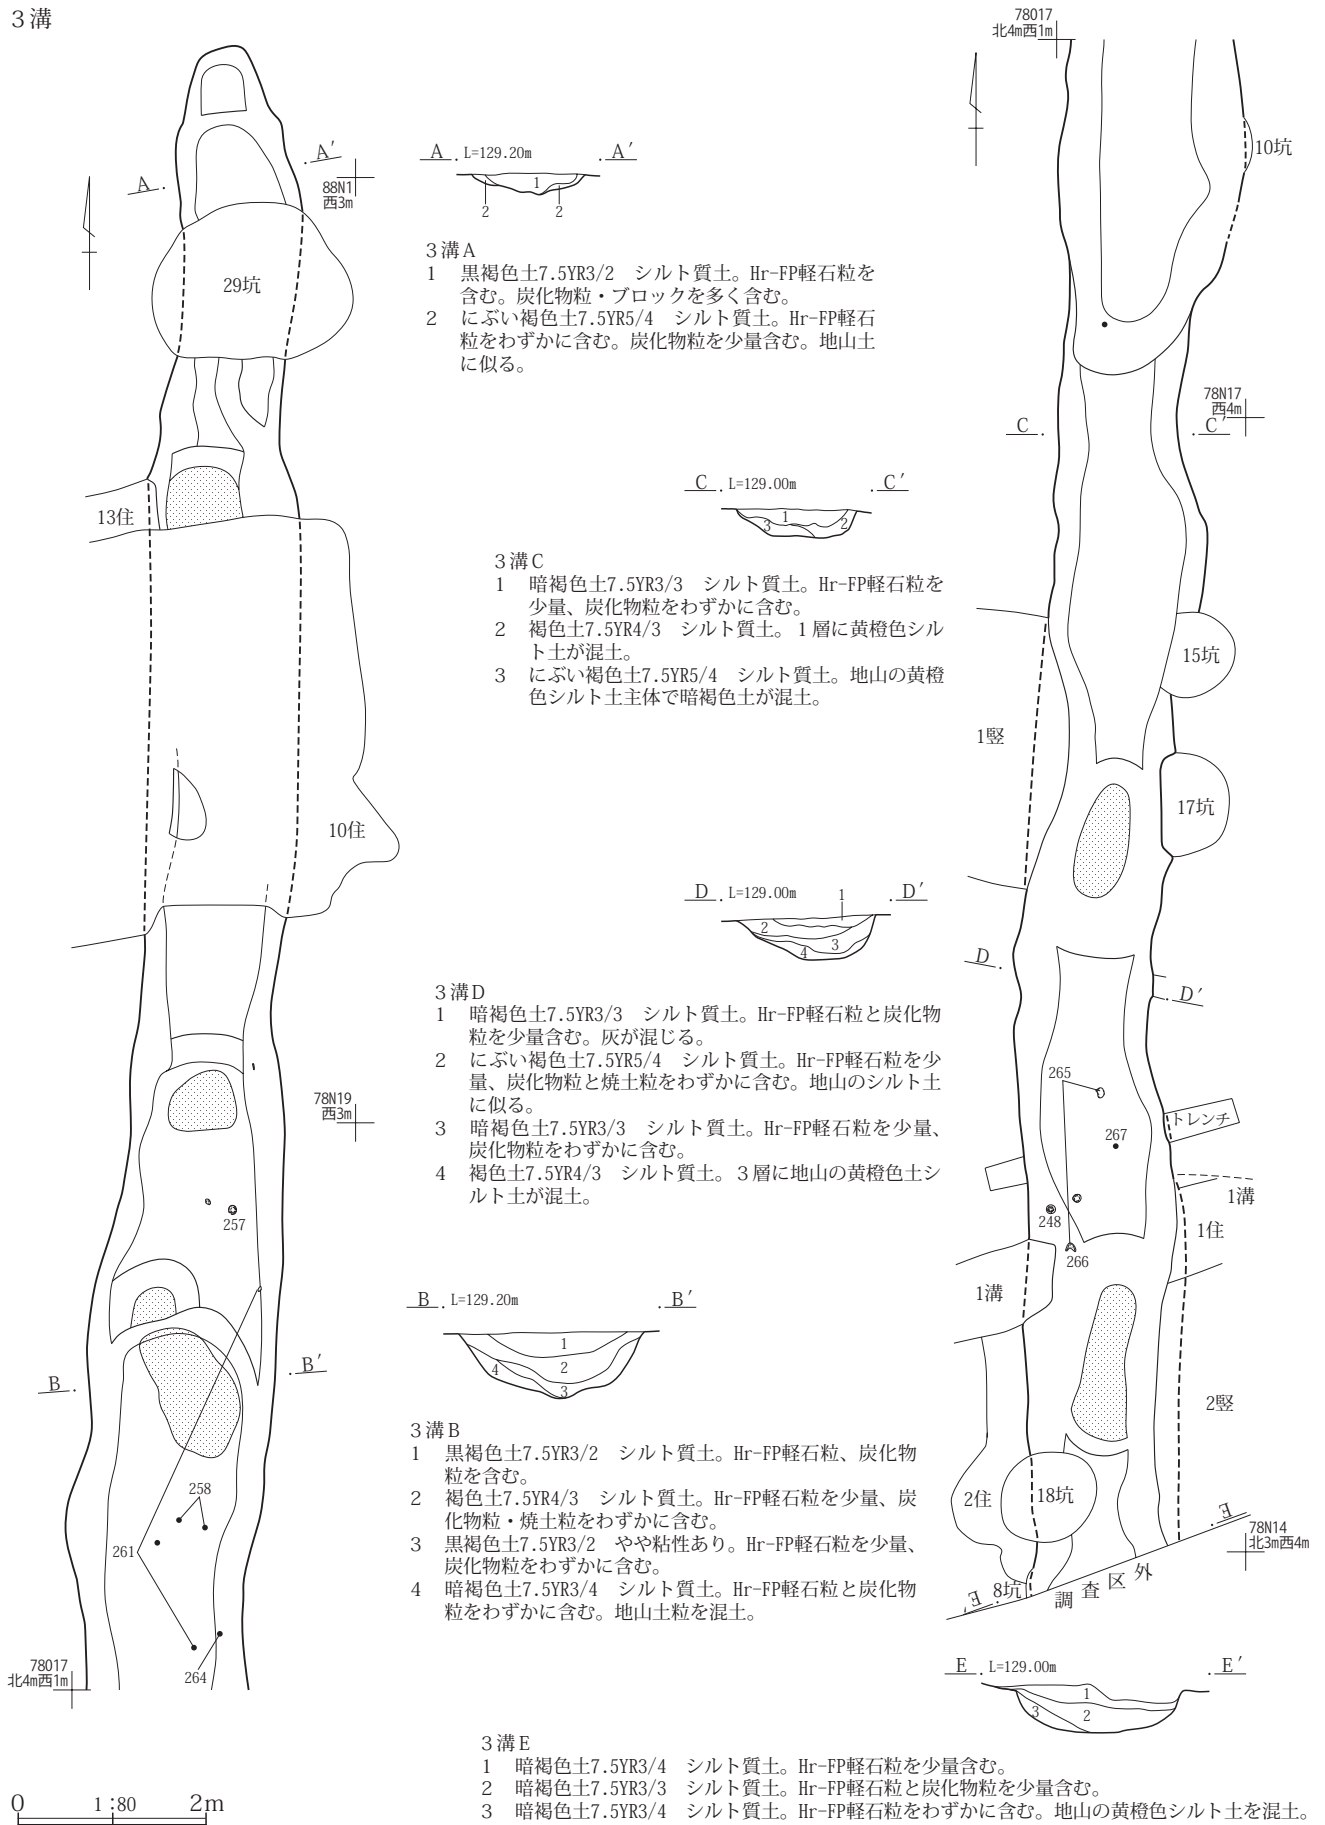 3溝
A
A′
88N1
西3m
29坑
13住
10住
78N19
西3m
257
B
B′
258
261
264
78017
北4m西1m
0 1:80 2m
A L=129.20m A′
1
2 2
3溝A
1 黒褐色土7.5YR3/2 シルト質土。Hr-FP軽石粒を
含む。炭化物粒・ブロックを多く含む。
2 にぶい褐色土7.5YR5/4 シルト質土。Hr-FP軽石
粒をわずかに含む。炭化物粒を少量含む。地山土
に似る。
C L=129.00m C′
1
3 2
3溝C
1 暗褐色土7.5YR3/3 シルト質土。Hr-FP軽石粒を
少量、炭化物粒をわずかに含む。
2 褐色土7.5YR4/3 シルト質土。1層に黄橙色シル
ト土が混土。
3 にぶい褐色土7.5YR5/4 シルト質土。地山の黄橙
色シルト土主体で暗褐色土が混土。
D L=129.00m 1 D′
2
3
4
3溝D
1 暗褐色土7.5YR3/3 シルト質土。Hr-FP軽石粒と炭化物
粒を少量含む。灰が混じる。
2 にぶい褐色土7.5YR5/4 シルト質土。Hr-FP軽石粒を少
量、炭化物粒と焼土粒をわずかに含む。地山のシルト土
に似る。
3 暗褐色土7.5YR3/3 シルト質土。Hr-FP軽石粒を少量、
炭化物粒をわずかに含む。
4 褐色土7.5YR4/3 シルト質土。3層に地山の黄橙色土シ
ルト土が混土。
B L=129.20m B′
1
2
4
3
3溝B
1 黒褐色土7.5YR3/2 シルト質土。Hr-FP軽石粒、炭化物
粒を含む。
2 褐色土7.5YR4/3 シルト質土。Hr-FP軽石粒を少量、炭
化物粒・焼土粒をわずかに含む。
3 黒褐色土7.5YR3/2 やや粘性あり。Hr-FP軽石粒を少量、
炭化物粒をわずかに含む。
4 暗褐色土7.5YR3/4 シルト質土。Hr-FP軽石粒と炭化物
粒をわずかに含む。地山土粒を混土。
78017
北4m西1m
10坑
78N17
西4m
C
C′
15坑
1竪
17坑
D
D′
265
トレンチ
267
1溝
248
1住
266
1溝
2竪
2住
18坑
E
78N14
北3m西4m
E′
8坑
調査区外
E L=129.00m E′
1
3 2
3溝E
1 暗褐色土7.5YR3/4 シルト質土。Hr-FP軽石粒を少量含む。
2 暗褐色土7.5YR3/3 シルト質土。Hr-FP軽石粒と炭化物粒を少量含む。
3 暗褐色土7.5YR3/4 シルト質土。Hr-FP軽石粒をわずかに含む。地山の黄橙色シルト土を混土。